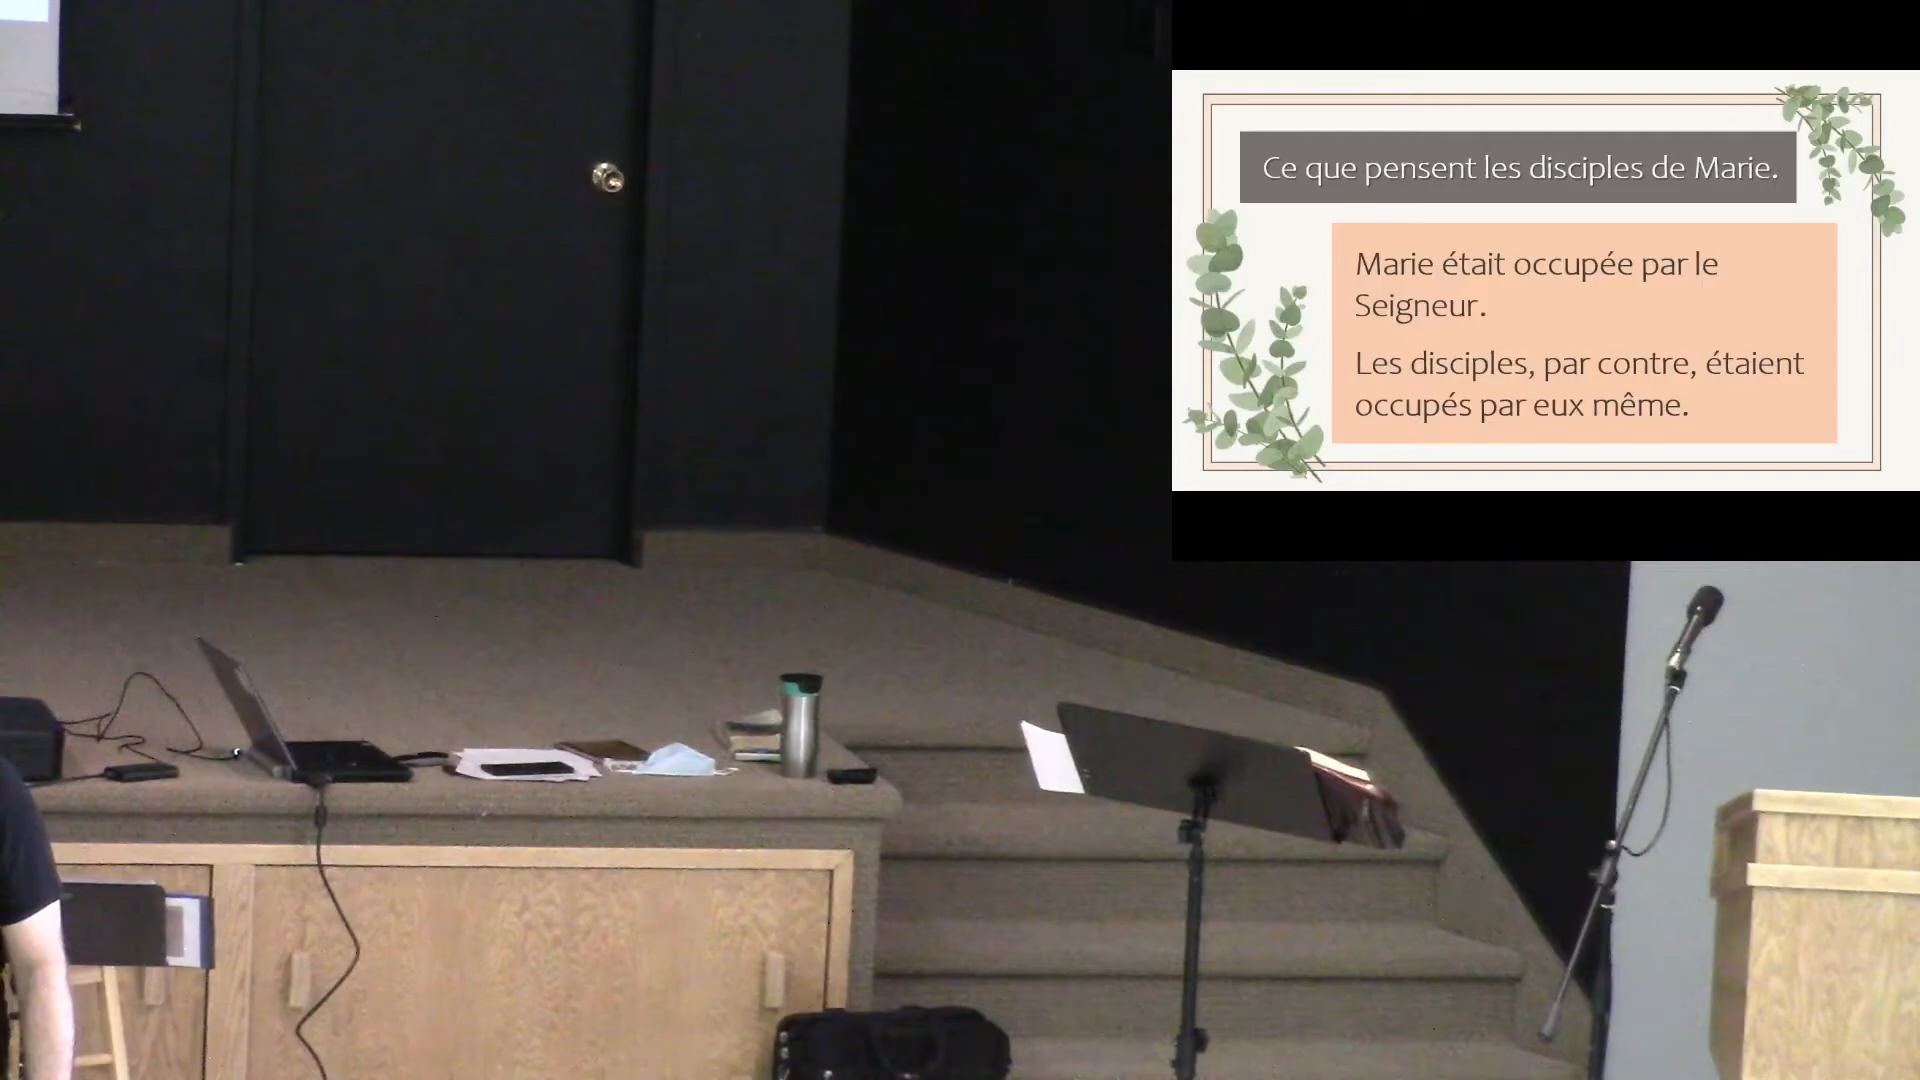 Ce que pensent les disciples de Marie.
Marie était occupée par le
Seigneur.
Les disciples, par contre, étaient
occupés par eux même.